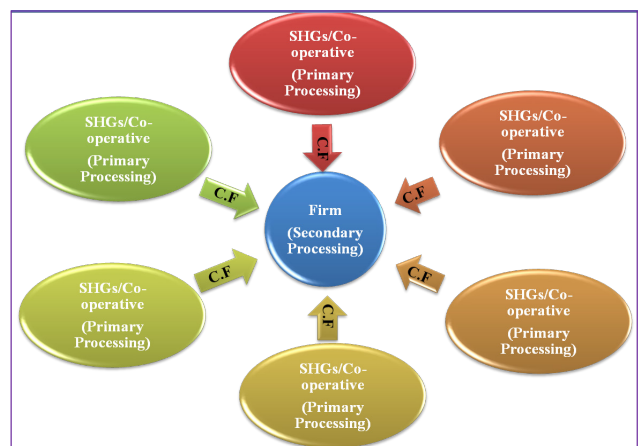 SHGs/Co-
operative
(Primary
Processing)
C.F
SHGs/Co-
operative
(Primary
Processing)
C.F
SHGs/Co-
operative
(Primary
Processing)
C.F
Firm
(Secondary
Processing)
SHGs/Co-
operative
(Primary
Processing)
C.F
SHGs/Co-
operative
(Primary
Processing)
C.F
SHGs/Co-
operative
(Primary
Processing)
C.F